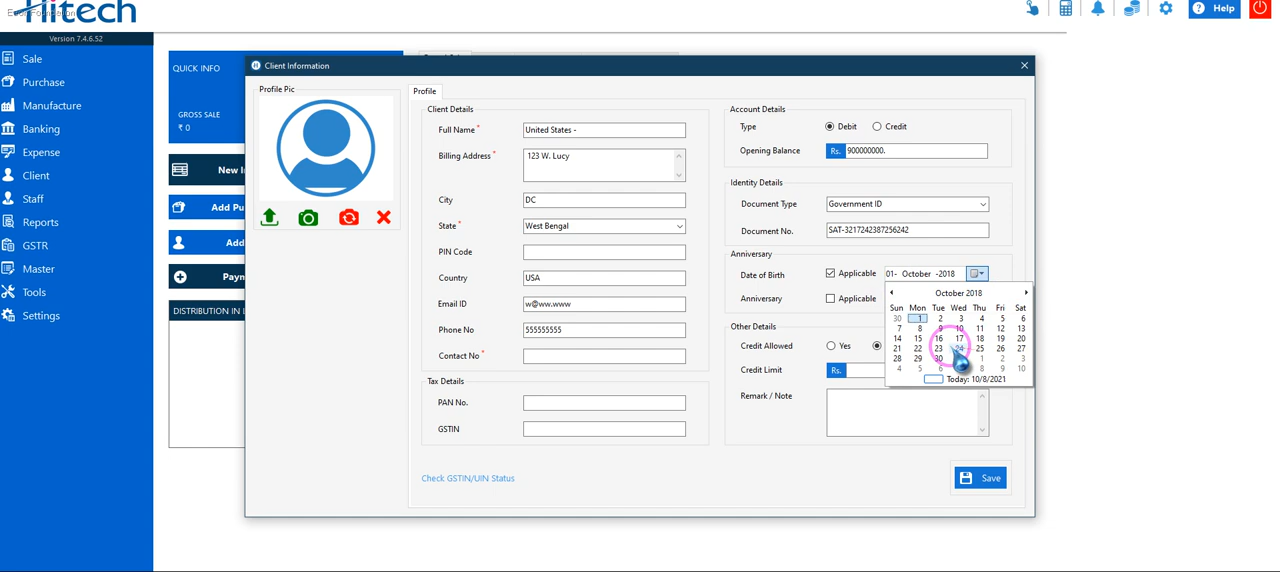 Hitech
Help
Version 7.4.6.52
Sale
Purchase
Manufacture
Banking
Expense
Client
Staff
Reports
GSTR
Master
Tools
Settings
QUICK INFO
GROSS SALE
₹ 0
New
Add Pu
Add
Paym
DISTRIBUTION IN
Client Information
Profile Pic
Profile
Client Details
Full Name *
United States -
Billing Address *
123 W. Lucy
City
DC
State *
West Bengal
PIN Code
Country
USA
Email ID
w@ww.www
Phone No
555555555
Contact No *
Tax Details
PAN No.
GSTIN
Check GSTIN/UIN Status
Account Details
Type
Debit
Credit
Opening Balance
Rs.
900000000.
Identity Details
Document Type
Government ID
Document No.
SAT-3217242387256242
Anniversary
Date of Birth
Applicable
01- October -2018
Anniversary
Applicable
October 2018
Sun Mon Tue Wed Thu Fri Sat
30 1 2 3 4 5 6
7 8 9 10 11 12 13
14 15 16 17 18 19 20
21 22 23 24 25 26 27
28 29 30 1 2 3
4 5 6 8 9 10
Today: 10/8/2021
Other Details
Credit Allowed
Yes
Credit Limit
Rs.
Remark / Note
Save